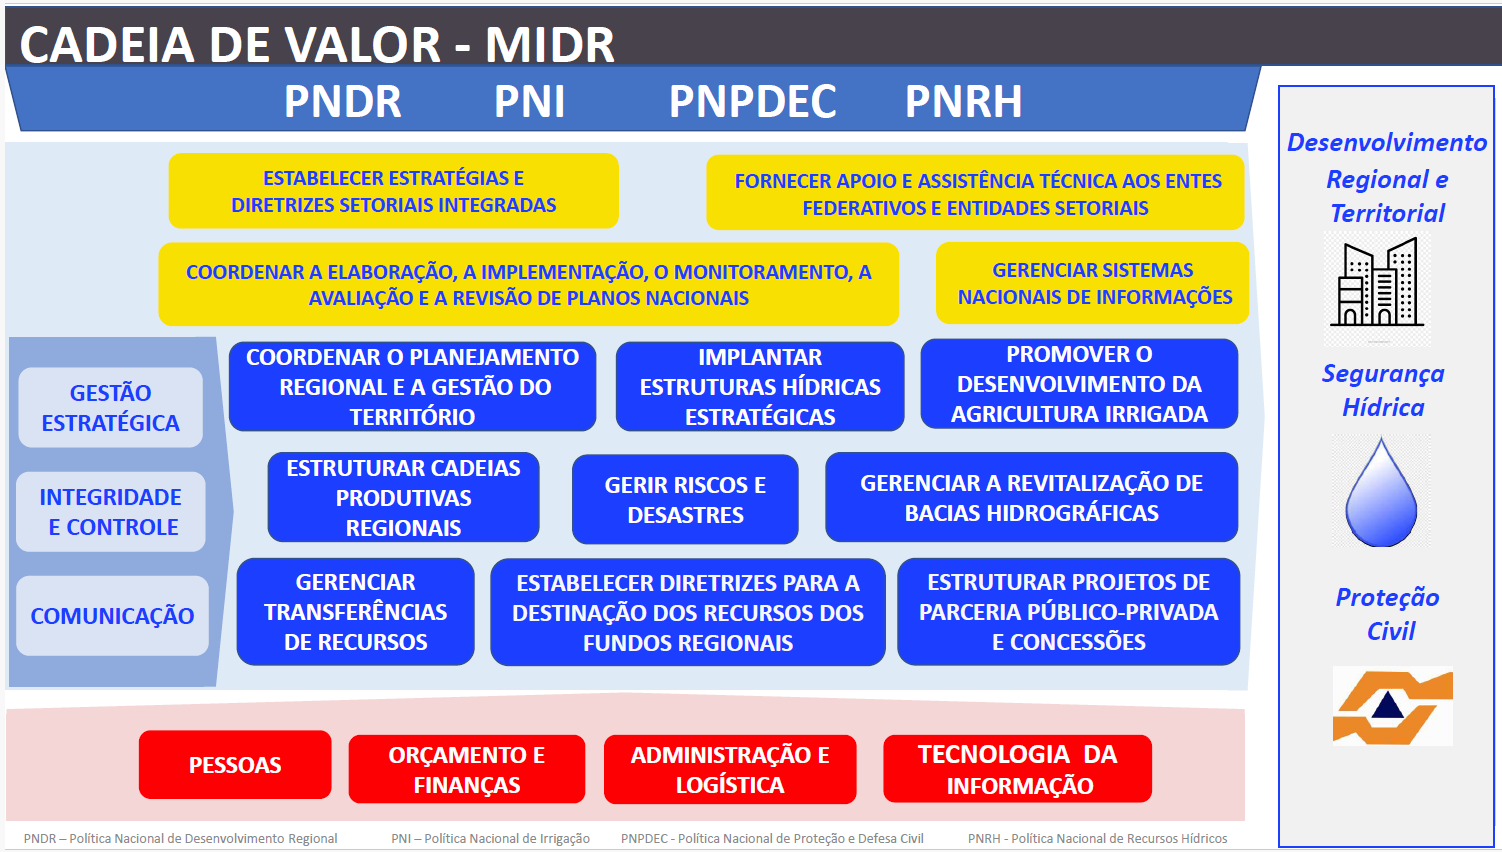 CADEIA DE VALOR - MIDR
PNDR PNI PNPDEC PNRH
ESTABELECER ESTRATÉGIAS E
DIRETRIZES SETORIAIS INTEGRADAS
FORNECER APOIO E ASSISTÊNCIA TÉCNICA AOS ENTES
FEDERATIVOS E ENTIDADES SETORIAIS
COORDENAR A ELABORAÇÃO, A IMPLEMENTAÇÃO, O MONITORAMENTO, A
AVALIAÇÃO E A REVISÃO DE PLANOS NACIONAIS
GERENCIAR SISTEMAS
NACIONAIS DE INFORMAÇÕES
GESTÃO
ESTRATÉGICA
INTEGRIDADE
E CONTROLE
COMUNICAÇÃO
COORDENAR O PLANEJAMENTO
REGIONAL E A GESTÃO DO
TERRITÓRIO
IMPLANTAR
ESTRUTURAS HÍDRICAS
ESTRATÉGICAS
PROMOVER O
DESENVOLVIMENTO DA
AGRICULTURA IRRIGADA
ESTRUTURAR CADEIAS
PRODUTIVAS
REGIONAIS
GERIR RISCOS E
DESASTRES
GERENCIAR A REVITALIZAÇÃO DE
BACIAS HIDROGRÁFICAS
GERENCIAR
TRANSFERÊNCIAS
DE RECURSOS
ESTABELECER DIRETRIZES PARA A
DESTINAÇÃO DOS RECURSOS DOS
FUNDOS REGIONAIS
ESTRUTURAR PROJETOS DE
PARCERIA PÚBLICO-PRIVADA
E CONCESSÕES
PESSOAS
ORÇAMENTO E
FINANÇAS
ADMINISTRAÇÃO E
LOGÍSTICA
TECNOLOGIA DA
INFORMAÇÃO
Desenvolvimento
Regional e
Territorial
Segurança
Hídrica
Proteção
Civil
PNDR – Política Nacional de Desenvolvimento Regional
PNI – Política Nacional de Irrigação
PNPDEC - Política Nacional de Proteção e Defesa Civil
PNRH - Política Nacional de Recursos Hídricos